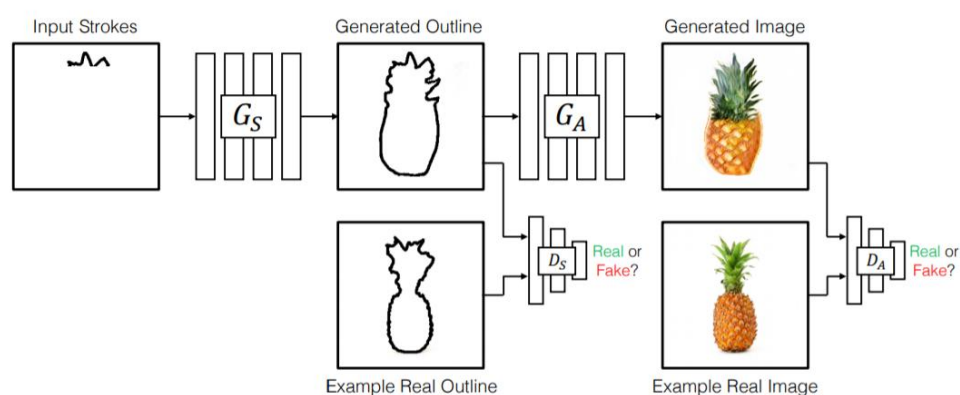 Input Strokes
Generated Outline
Generated Image
G_S
G_A
D_S
Real or
Fake?
D_A
Real or
Fake?
Example Real Outline
Example Real Image